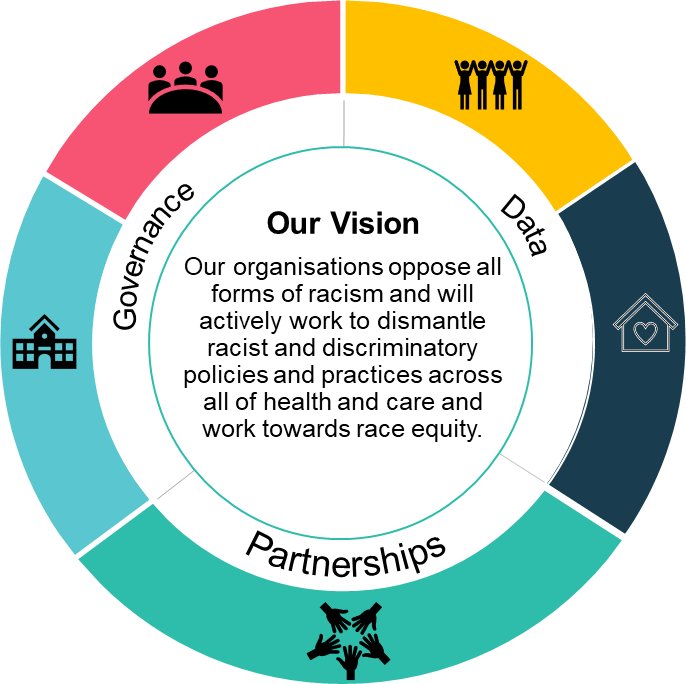 Governance
Data
Our Vision
Our organisations oppose all
forms of racism and will
actively work to dismantle
racist and discriminatory
policies and practices across
all of health and care and
work towards race equity.
Partnerships